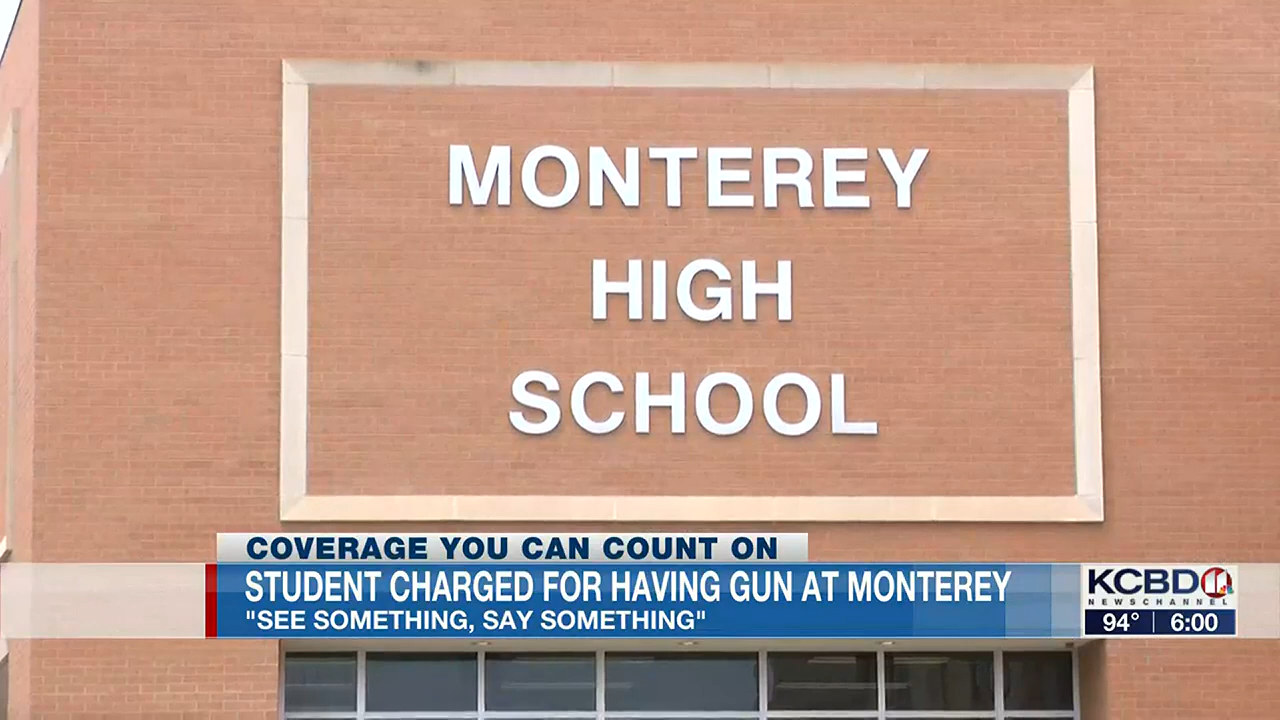 MONTEREY
HIGH
SCHOOL
COVERAGE YOU CAN COUNT ON
STUDENT CHARGED FOR HAVING GUN AT MONTEREY
"SEE SOMETHING, SAY SOMETHING"
KCBD 11
NEWSCHANNEL
94° | 6:00